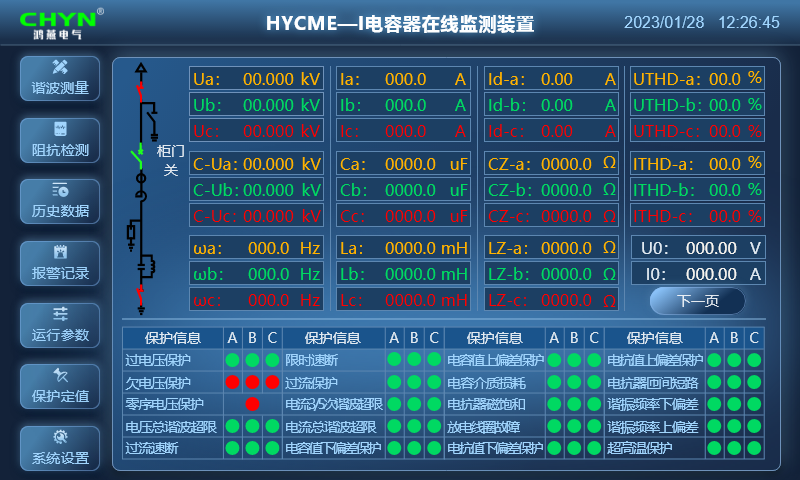 CHYN®
鸿燕电气
HYCME—I电容器在线监测装置
2023/01/28 12:26:45
谐波测量
阻抗检测
历史数据
报警记录
运行参数
保护定值
系统设置
柜门
关
Ua: 00.000 kV Ia: 000.0 A Id-a: 0.00 A UTHD-a: 00.0 %
Ub: 00.000 kV Ib: 000.0 A Id-b: 0.00 A UTHD-b: 00.0 %
Uc: 00.000 kV Ic: 000.0 A Id-c: 0.00 A UTHD-c: 00.0 %
C-Ua: 00.000 kV Ca: 0000.0 uF CZ-a: 0000.0 Ω ITHD-a: 00.0 %
C-Ub: 00.000 kV Cb: 0000.0 uF CZ-b: 0000.0 Ω ITHD-b: 00.0 %
C-Uc: 00.000 kV Cc: 0000.0 uF CZ-c: 0000.0 Ω ITHD-c: 00.0 %
ωa: 000.0 Hz La: 0000.0 mH LZ-a: 0000.0 Ω U0: 000.00 V
ωb: 000.0 Hz Lb: 0000.0 mH LZ-b: 0000.0 Ω I0: 000.00 A
ωc: 000.0 Hz Lc: 0000.0 mH LZ-c: 0000.0 Ω
下一页
保护信息 A B C 保护信息 A B C 保护信息 A B C 保护信息 A B C
过电压保护 限时速断 电容值上偏差保护 电抗值上偏差保护
欠电压保护 过流保护 电容介质损耗 电抗器匝间短路
零序电压保护 电流3/5次谐波超限 电抗器磁饱和 谐振频率下偏差
电压总谐波超限 电流总谐波超限 放电线圈故障 谐振频率上偏差
过流速断 电容值下偏差保护 电抗值下偏差保护 超高温保护